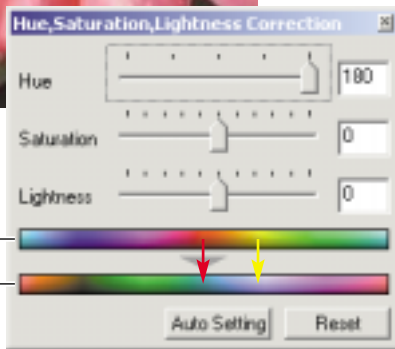 Hue,Saturation,Lightness Correction
Hue 180
Saturation 0
Lightness 0
Auto Setting Reset